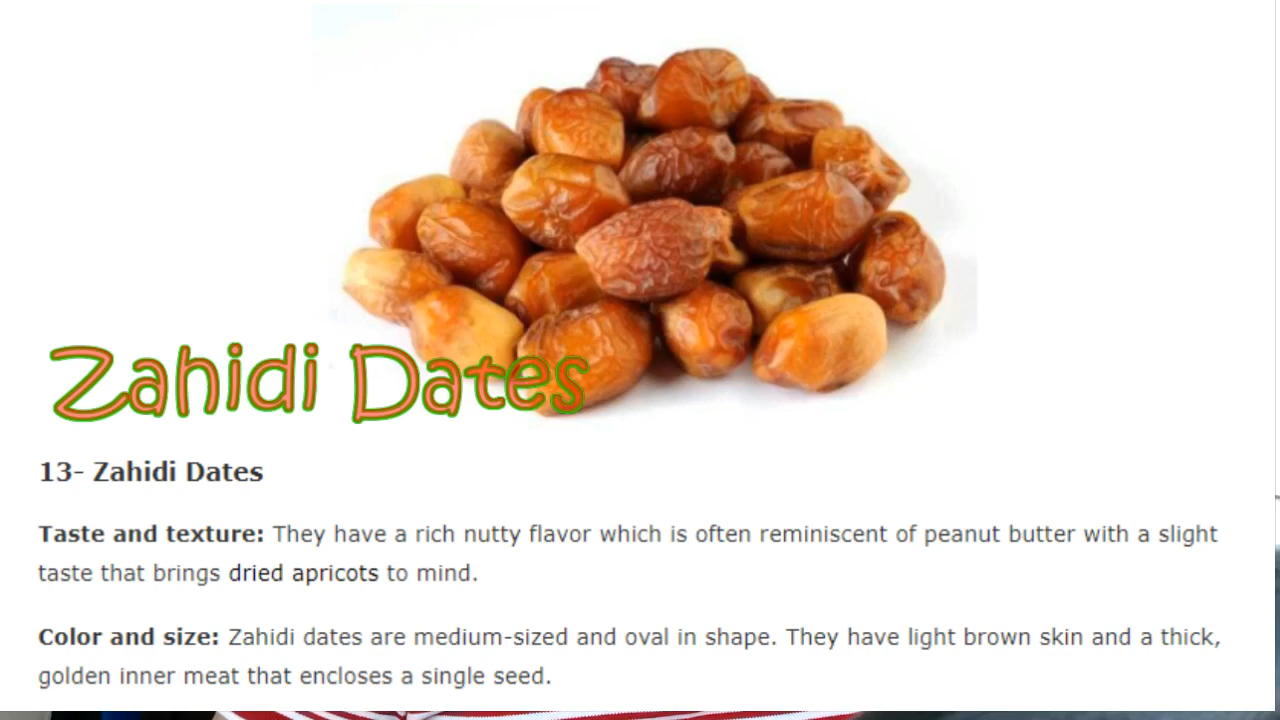 Zahidi Dates
13- Zahidi Dates
Taste and texture: They have a rich nutty flavor which is often reminiscent of peanut butter with a slight
taste that brings dried apricots to mind.
Color and size: Zahidi dates are medium-sized and oval in shape. They have light brown skin and a thick,
golden inner meat that encloses a single seed.